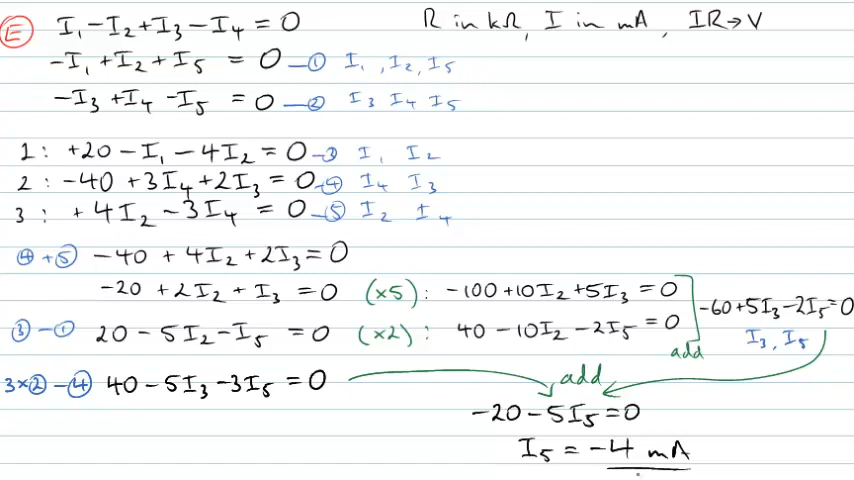 E I₁ - I₂ + I₃ - I₄ = 0 R in kΩ, I in mA, IR → V
-I₁ + I₂ + I₅ = 0 — ① I₁, I₂, I₅
-I₃ + I₄ - I₅ = 0 — ② I₃ I₄ I₅
1: +20 - I₁ - 4I₂ = 0 — ③ I₁ I₂
2: -40 + 3I₄ + 2I₃ = 0 — ④ I₄ I₃
3: +4I₂ - 3I₄ = 0 — ⑤ I₂ I₄
④ + ⑤ -40 + 4I₂ + 2I₃ = 0
-20 + 2I₂ + I₃ = 0 (×5): -100 + 10I₂ + 5I₃ = 0
-60 + 5I₃ - 2I₅ = 0
③ - ① 20 - 5I₂ - I₅ = 0 (×2): 40 - 10I₂ - 2I₅ = 0
I₃, I₅
add
3×② - ④ 40 - 5I₃ - 3I₅ = 0
add
-20 - 5I₅ = 0
I₅ = -4 mA